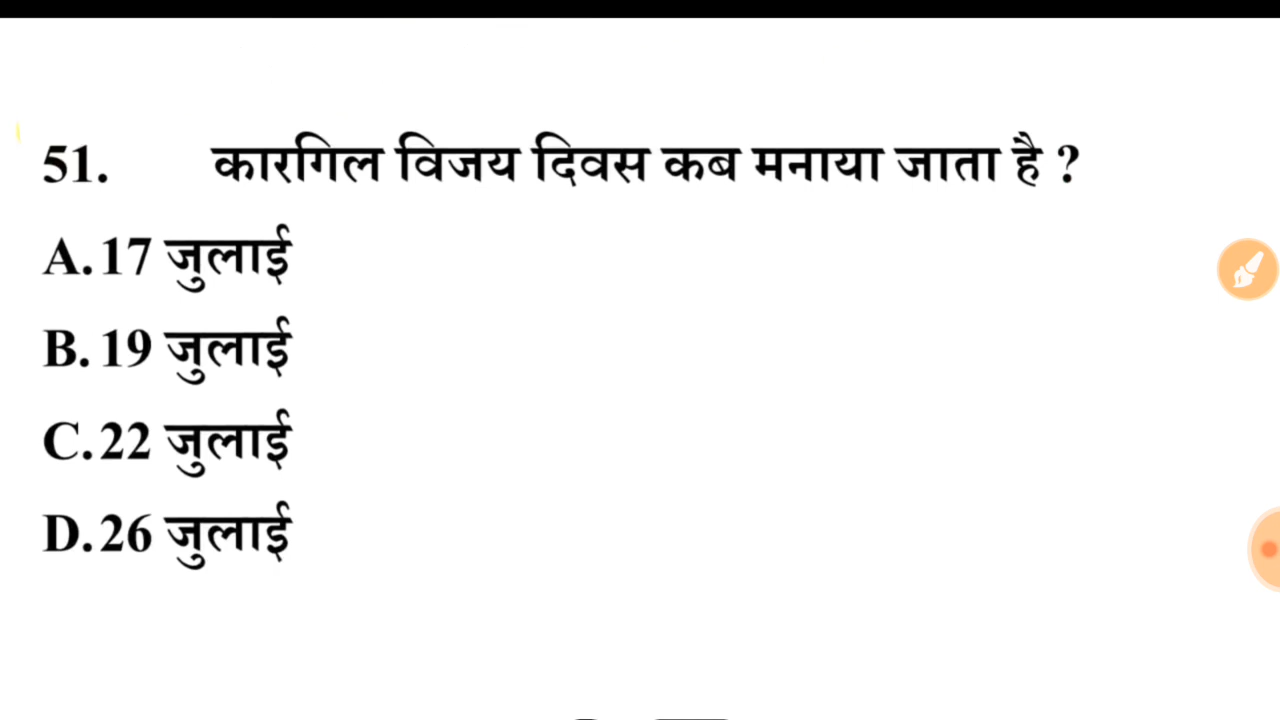 51. कारगिल विजय दिवस कब मनाया जाता है ?
A. 17 जुलाई
B. 19 जुलाई
C. 22 जुलाई
D. 26 जुलाई